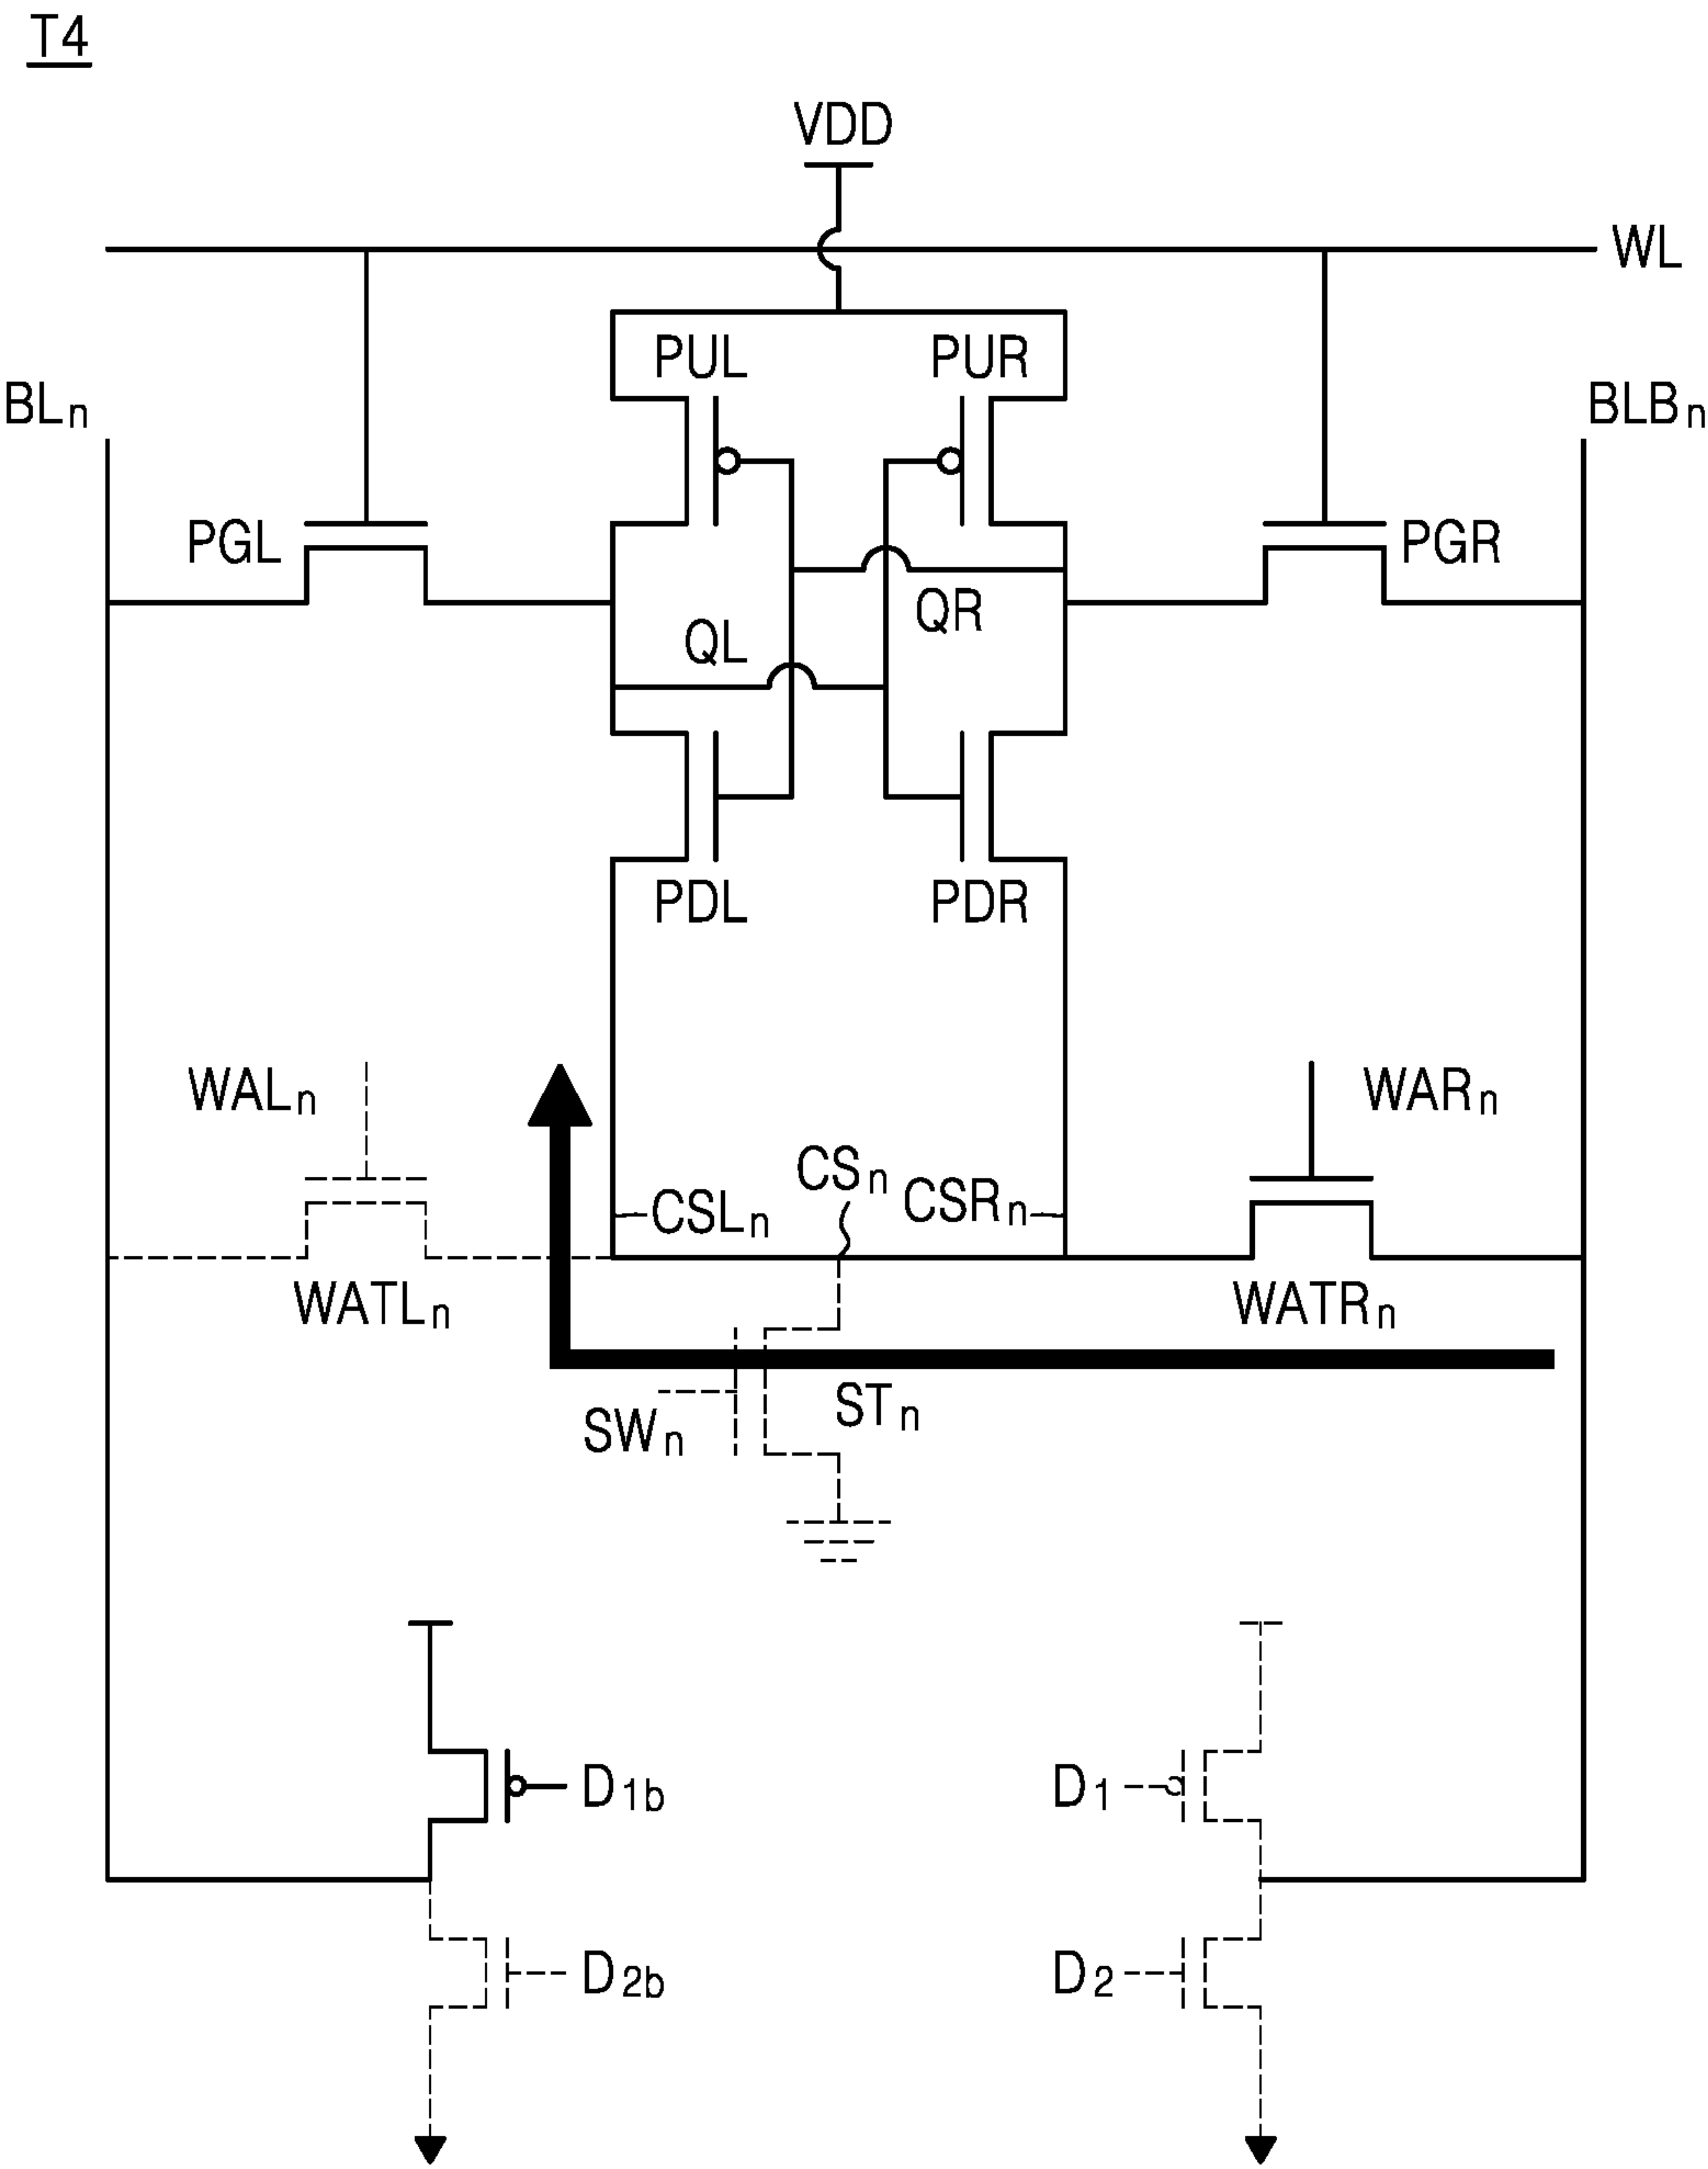 T4
VDD
WL
PUL PUR
BLn BLBn
PGL PGR
QR
QL
PDL PDR
WALn WARn
CSn
CSLn CSRn
WATLn WATRn
STn
SWn
D1b D1
D2b D2